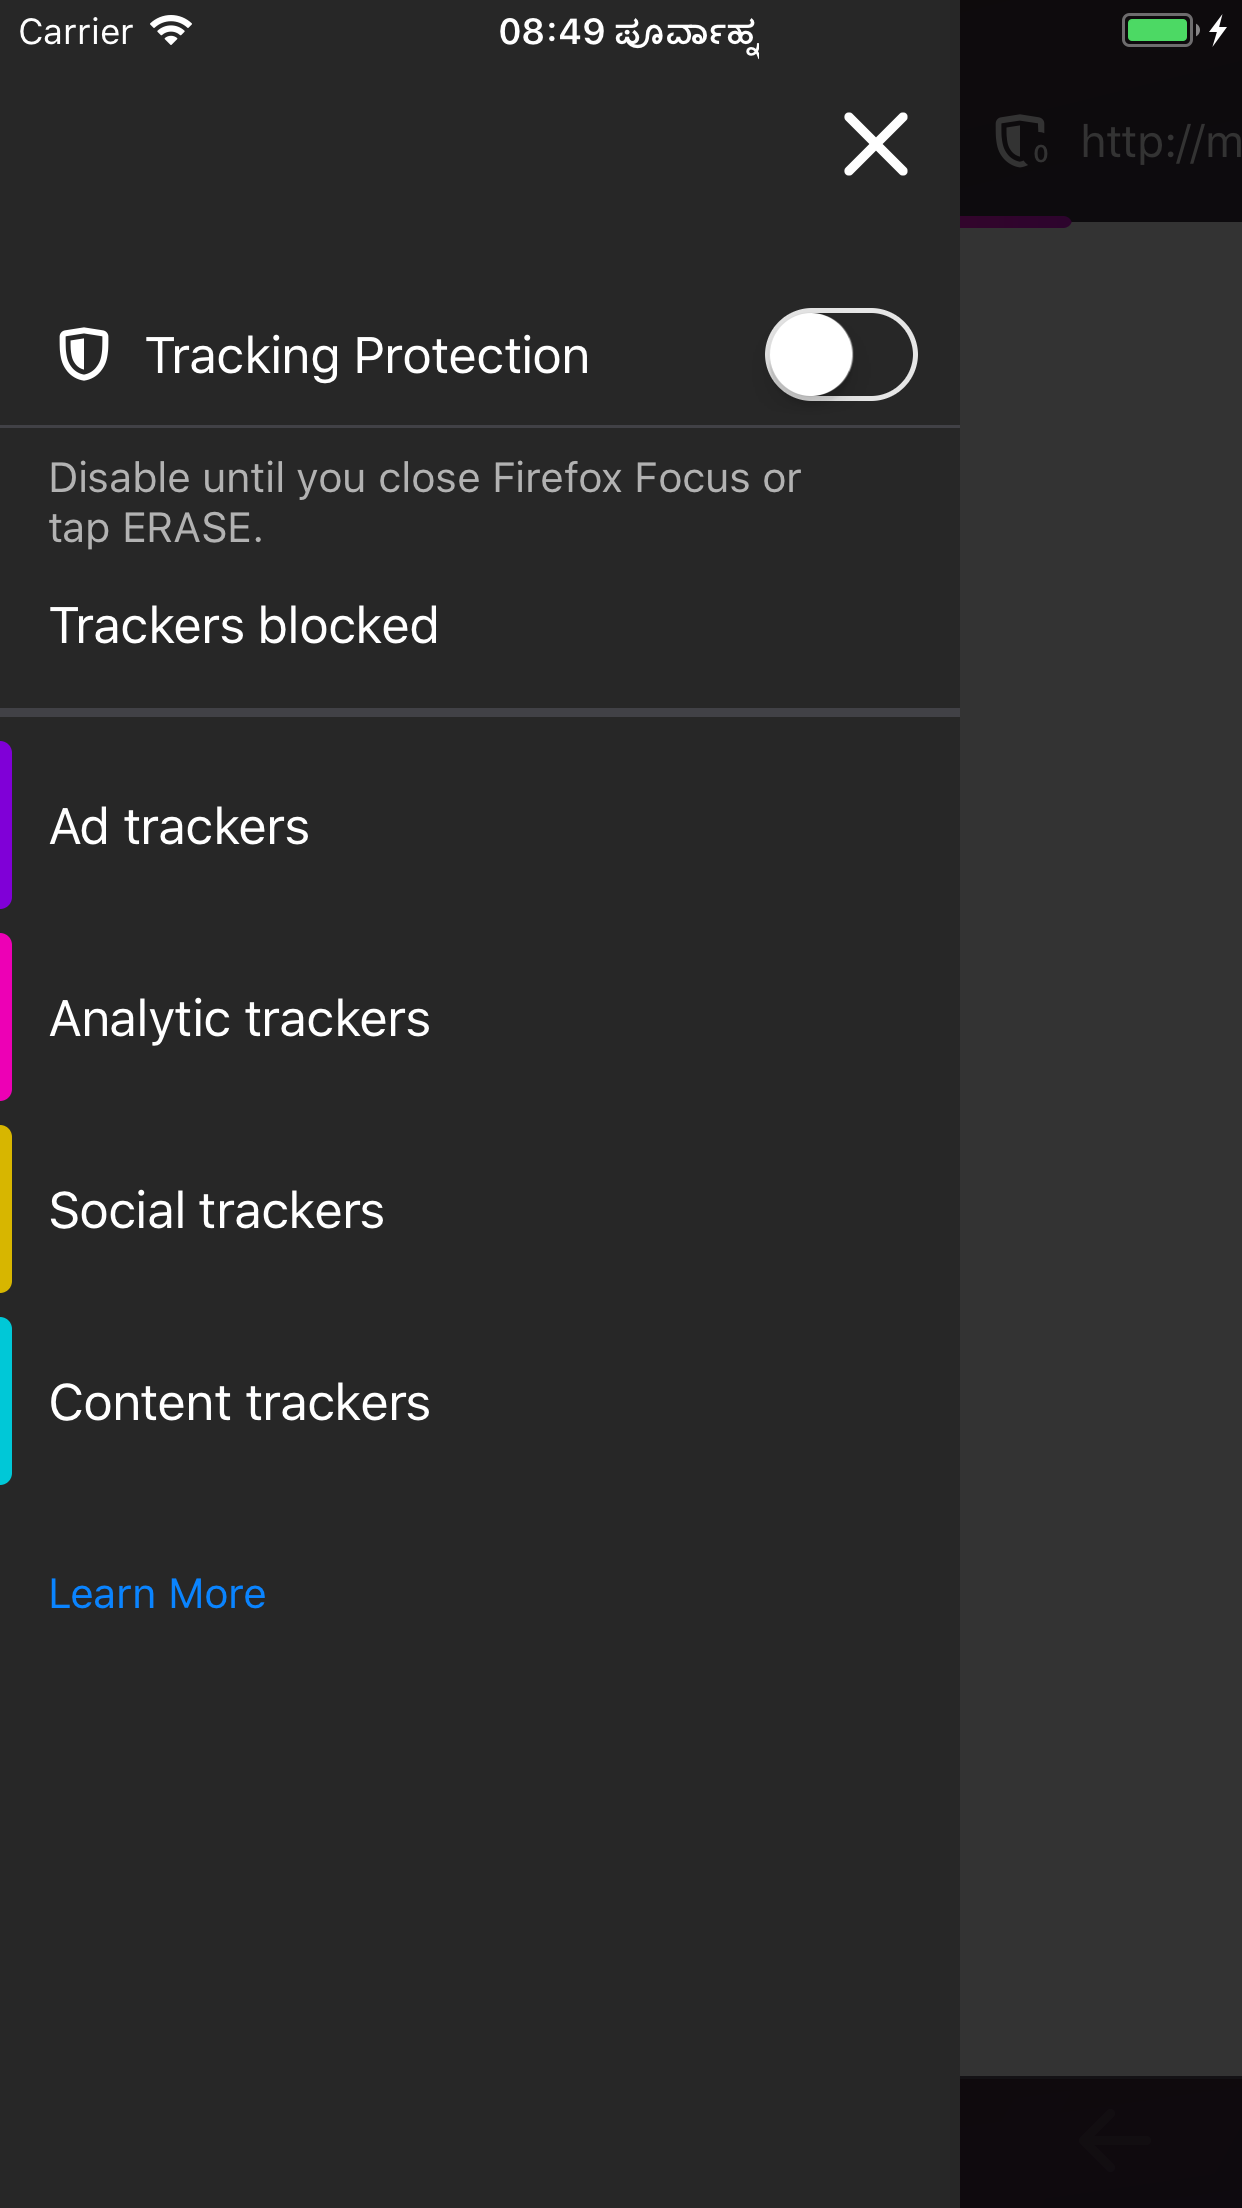 Carrier 08:49 ಪೂರ್ವಾಹ್ನ
0 http://m
Tracking Protection
Disable until you close Firefox Focus or
tap ERASE.
Trackers blocked
Ad trackers
Analytic trackers
Social trackers
Content trackers
Learn More